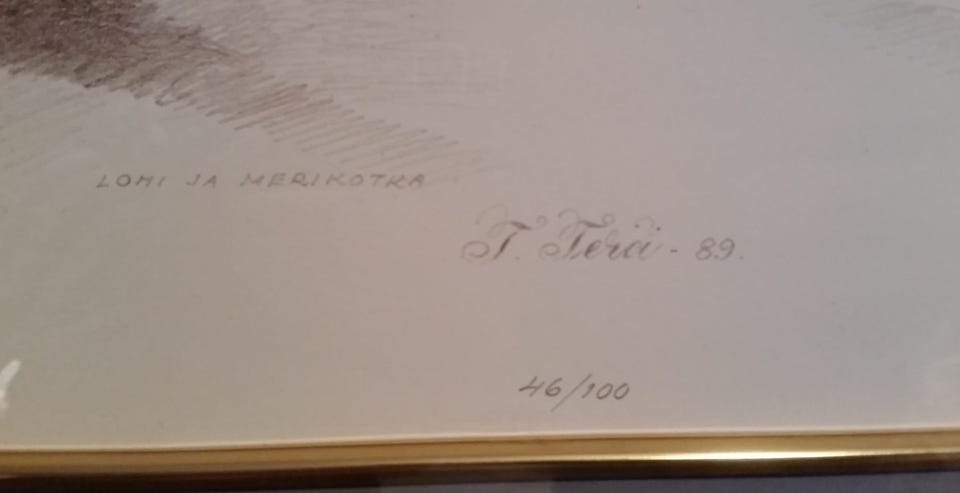 LOHI JA MERIKOTKA
T. Terä - 89.
46/100